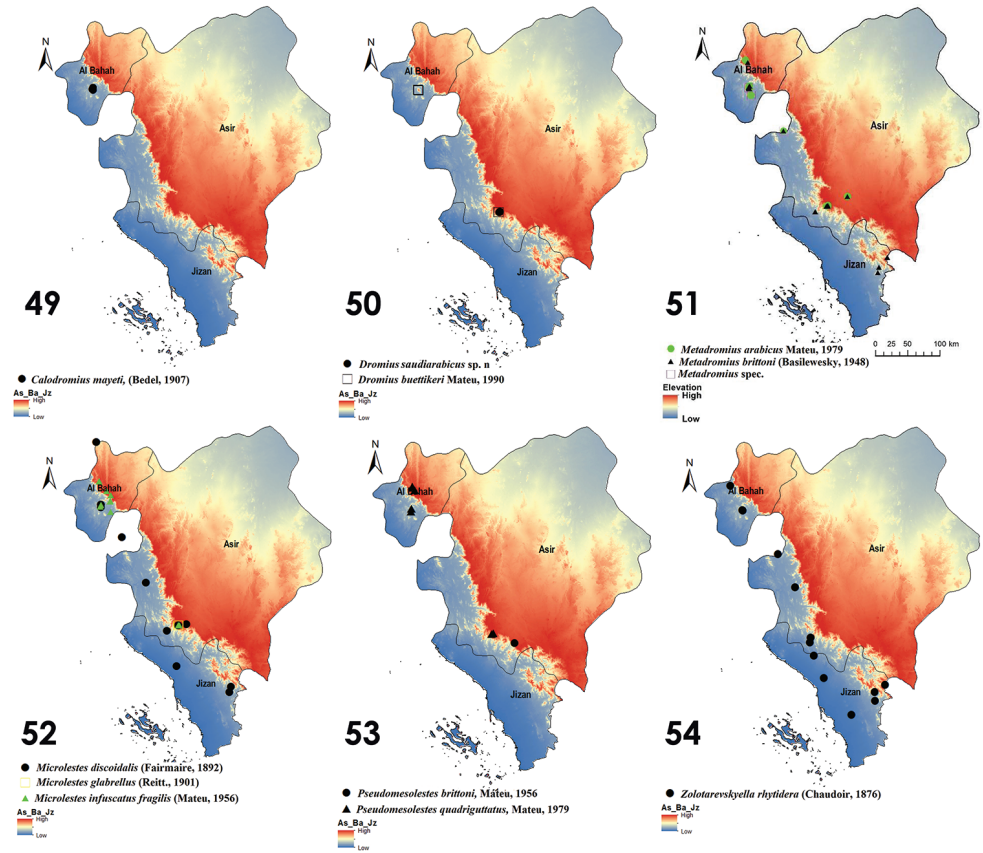 N
Al Bahah
Asir
Jizan
49
Calodromius mayeti, (Bedel, 1907)
As_Ba_Jz
High
Low
N
Al Bahah
Asir
Jizan
50
Dromius saudiarabicus sp. n
Dromius buettikeri Mateu, 1990
As_Ba_Jz
High
Low
N
Al Bahah
Asir
Jizan
51
0 25 50 100 km
Metadromius arabicus Mateu, 1979
Metadromius brittoni (Basilewesky, 1948)
Metadromius spec.
Elevation
High
Low
N
Al Bahah
Asir
Jizan
52
Microlestes discoidalis (Fairmaire, 1892)
Microlestes glabrellus (Reitt., 1901)
Microlestes infuscatus fragilis (Mateu, 1956)
As_Ba_Jz
High
Low
N
Al Bahah
Asir
Jizan
53
Pseudomesolestes brittoni, Mateu, 1956
Pseudomesolestes quadriguttatus, Mateu, 1979
As_Ba_Jz
High
Low
N
Al Bahah
Asir
Jizan
54
Zolotarevskyella rhytidera (Chaudoir, 1876)
As_Ba_Jz
High
Low